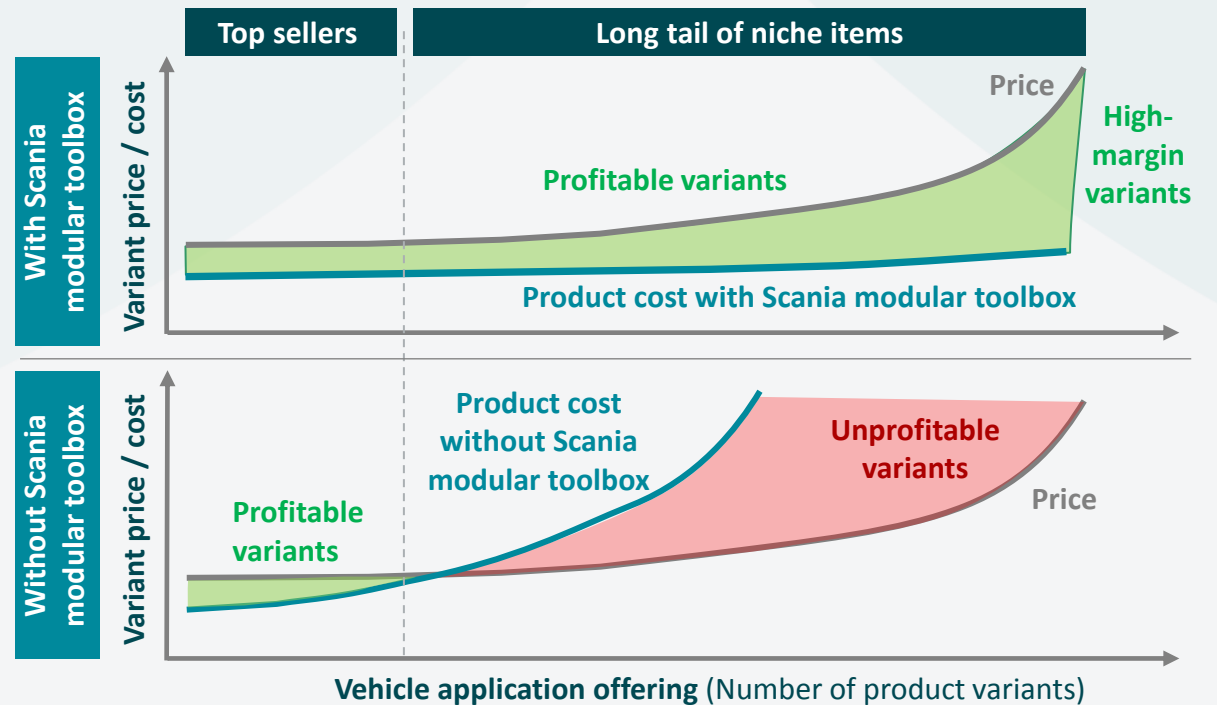 Top sellers
Long tail of niche items
With Scania
modular toolbox
Variant price / cost
Price
High-
margin
variants
Profitable variants
Product cost with Scania modular toolbox
Without Scania
modular toolbox
Variant price / cost
Product cost
without Scania
modular toolbox
Unprofitable
variants
Price
Profitable
variants
Vehicle application offering (Number of product variants)